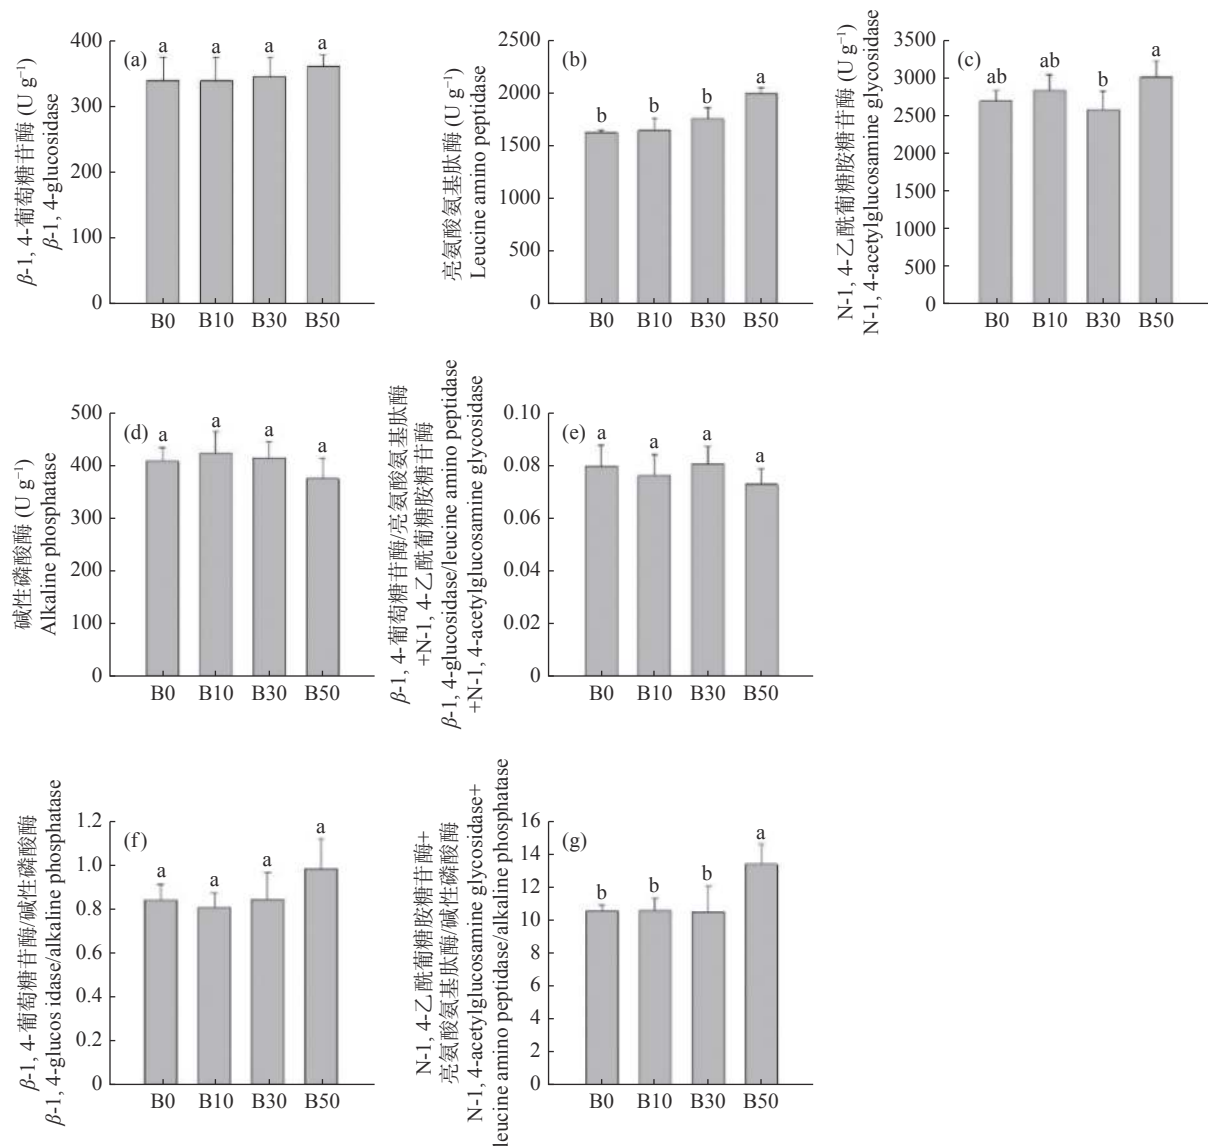 β-1, 4-葡萄糖苷酶 (U g⁻¹)
β-1, 4-glucosidase
400
300
200
100
0
(a)
a
a
a
a
B0
B10
B30
B50
亮氨酸氨基肽酶 (U g⁻¹)
Leucine amino peptidase
2500
2000
1500
1000
500
0
(b)
b
b
b
a
B0
B10
B30
B50
N-1, 4-乙酰葡糖胺糖苷酶 (U g⁻¹)
N-1, 4-acetylglucosamine glycosidase
3500
3000
2500
2000
1500
1000
500
0
(c)
ab
ab
b
a
B0
B10
B30
B50
碱性磷酸酶 (U g⁻¹)
Alkaline phosphatase
500
400
300
200
100
0
(d)
a
a
a
a
B0
B10
B30
B50
β-1, 4-葡萄糖苷酶/亮氨酸氨基肽酶
+N-1, 4-乙酰葡糖胺糖苷酶
β-1, 4-glucosidase/leucine amino peptidase
+N-1, 4-acetylglucosamine glycosidase
0.10
0.08
0.06
0.04
0.02
0
(e)
a
a
a
a
B0
B10
B30
B50
β-1, 4-葡萄糖苷酶/碱性磷酸酶
β-1, 4-glucos idase/alkaline phosphatase
1.2
1.0
0.8
0.6
0.4
0.2
0
(f)
a
a
a
a
B0
B10
B30
B50
N-1, 4-乙酰葡糖胺糖苷酶+
亮氨酸氨基肽酶/碱性磷酸酶
N-1, 4-acetylglucosamine glycosidase+
leucine amino peptidase/alkaline phosphatase
16
14
12
10
8
6
4
2
0
(g)
b
b
b
a
B0
B10
B30
B50